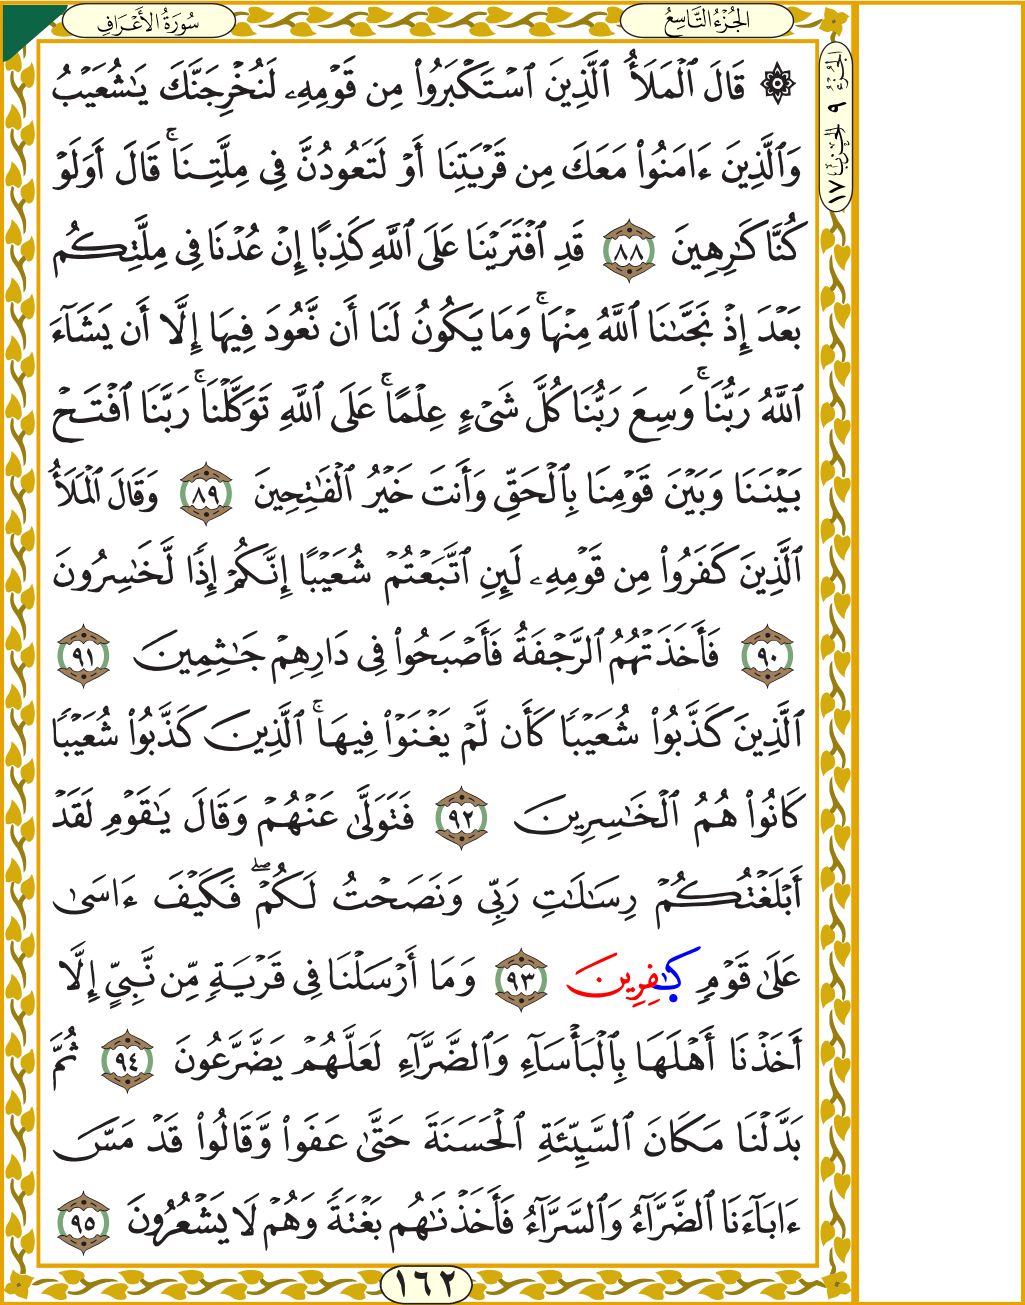 الجُزْءُ التَّاسِعُ
سُورَةُ الأَعْرَافِ
۞ قَالَ ٱلْمَلَأُ ٱلَّذِينَ ٱسْتَكْبَرُوا۟ مِن قَوْمِهِۦ لَنُخْرِجَنَّكَ يَٰشُعَيْبُ
وَٱلَّذِينَ ءَامَنُوا۟ مَعَكَ مِن قَرْيَتِنَا أَوْ لَتَعُودُنَّ فِى مِلَّتِنَا ۚ قَالَ أَوَلَوْ
كُنَّا كَٰرِهِينَ ٨٨ قَدِ ٱفْتَرَيْنَا عَلَى ٱللَّهِ كَذِبًا إِنْ عُدْنَا فِى مِلَّتِكُم
بَعْدَ إِذْ نَجَّىٰنَا ٱللَّهُ مِنْهَا ۚ وَمَا يَكُونُ لَنَا أَن نَّعُودَ فِيهَا إِلَّا أَن يَشَآءَ
ٱللَّهُ رَبُّنَا ۚ وَسِعَ رَبُّنَا كُلَّ شَىْءٍ عِلْمًا ۚ عَلَى ٱللَّهِ تَوَكَّلْنَا ۚ رَبَّنَا ٱفْتَحْ
بَيْنَنَا وَبَيْنَ قَوْمِنَا بِٱلْحَقِّ وَأَنتَ خَيْرُ ٱلْفَٰتِحِينَ ٨٩ وَقَالَ ٱلْمَلَأُ
ٱلَّذِينَ كَفَرُوا۟ مِن قَوْمِهِۦ لَئِنِ ٱتَّبَعْتُمْ شُعَيْبًا إِنَّكُمْ إِذًا لَّخَٰسِرُونَ
٩٠ فَأَخَذَتْهُمُ ٱلرَّجْفَةُ فَأَصْبَحُوا۟ فِى دَارِهِمْ جَٰثِمِينَ ٩١
ٱلَّذِينَ كَذَّبُوا۟ شُعَيْبًا كَأَن لَّمْ يَغْنَوْا۟ فِيهَا ۚ ٱلَّذِينَ كَذَّبُوا۟ شُعَيْبًا
كَانُوا۟ هُمُ ٱلْخَٰسِرِينَ ٩٢ فَتَوَلَّىٰ عَنْهُمْ وَقَالَ يَٰقَوْمِ لَقَدْ
أَبْلَغْتُكُمْ رِسَٰلَٰتِ رَبِّى وَنَصَحْتُ لَكُمْ ۖ فَكَيْفَ ءَاسَىٰ
عَلَىٰ قَوْمٍ كَٰفِرِينَ ٩٣ وَمَا أَرْسَلْنَا فِى قَرْيَةٍ مِّن نَّبِىٍّ إِلَّا
أَخَذْنَا أَهْلَهَا بِٱلْبَأْسَآءِ وَٱلضَّرَّآءِ لَعَلَّهُمْ يَضَّرَّعُونَ ٩٤ ثُمَّ
بَدَّلْنَا مَكَانَ ٱلسَّيِّئَةِ ٱلْحَسَنَةَ حَتَّىٰ عَفَوا۟ وَّقَالُوا۟ قَدْ مَسَّ
ءَابَآءَنَا ٱلضَّرَّآءُ وَٱلسَّرَّآءُ فَأَخَذْنَٰهُم بَغْتَةً وَهُمْ لَا يَشْعُرُونَ ٩٥
الجُزْءُ ٩ الحِزْبُ ١٧
١٦٢